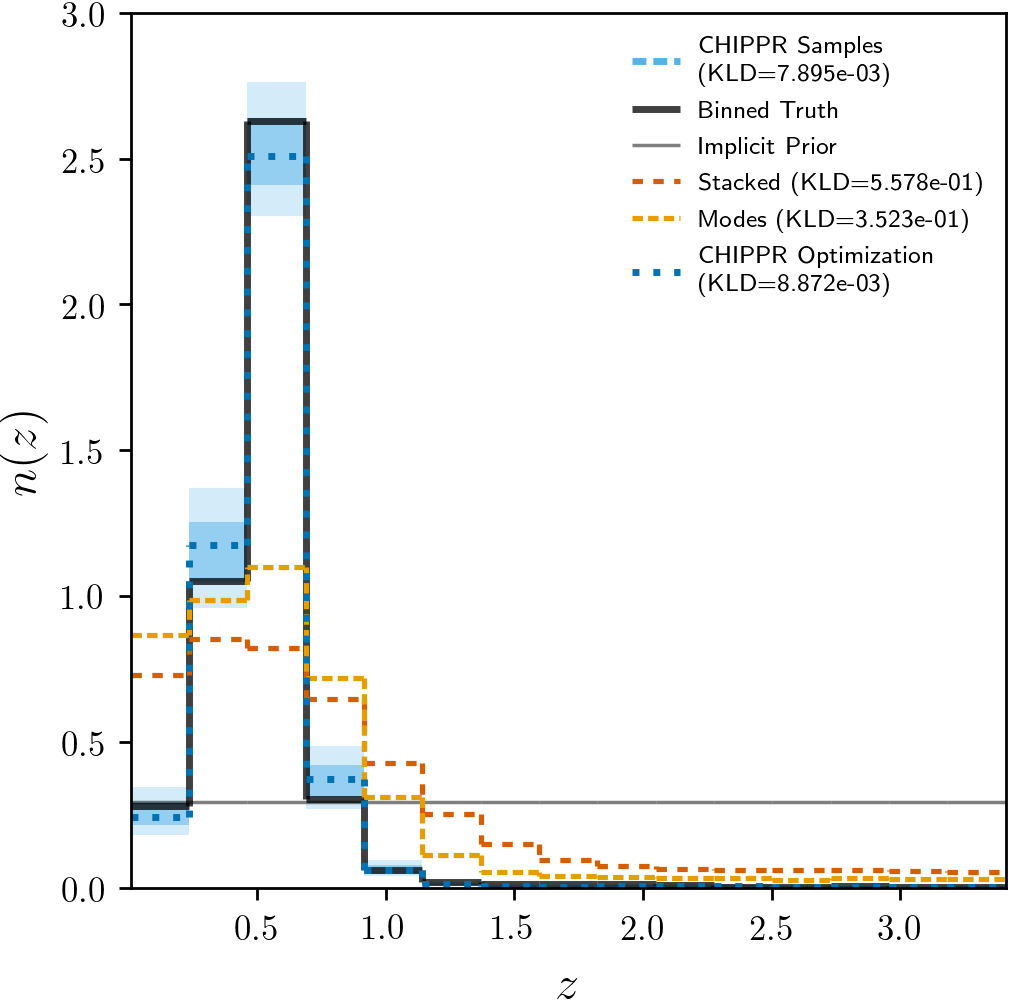 3.0
2.5
2.0
1.5
1.0
0.5
0.0
n(z)
CHIPPR Samples
(KLD=7.895e-03)
Binned Truth
Implicit Prior
Stacked (KLD=5.578e-01)
Modes (KLD=3.523e-01)
CHIPPR Optimization
(KLD=8.872e-03)
0.5 1.0 1.5 2.0 2.5 3.0
z